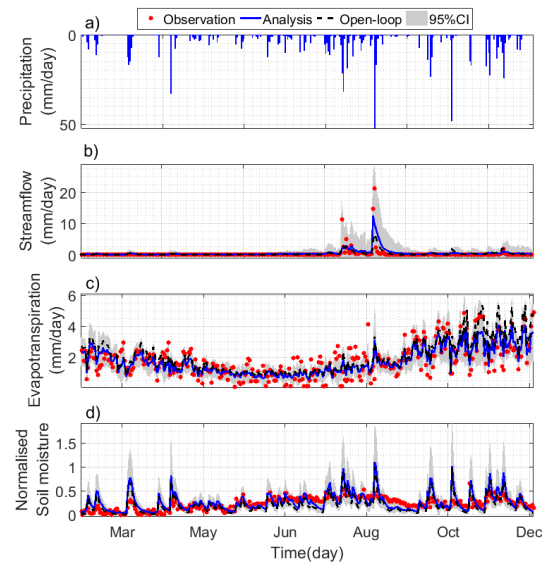 Observation Analysis Open-loop 95%CI
a)
Precipitation
(mm/day)
0
50
b)
Streamflow
(mm/day)
20
10
0
c)
Evapotranspiration
(mm/day)
6
4
2
d)
Normalised
Soil moisture
1.5
1
0.5
0
Mar May Jun Aug Oct Dec
Time(day)